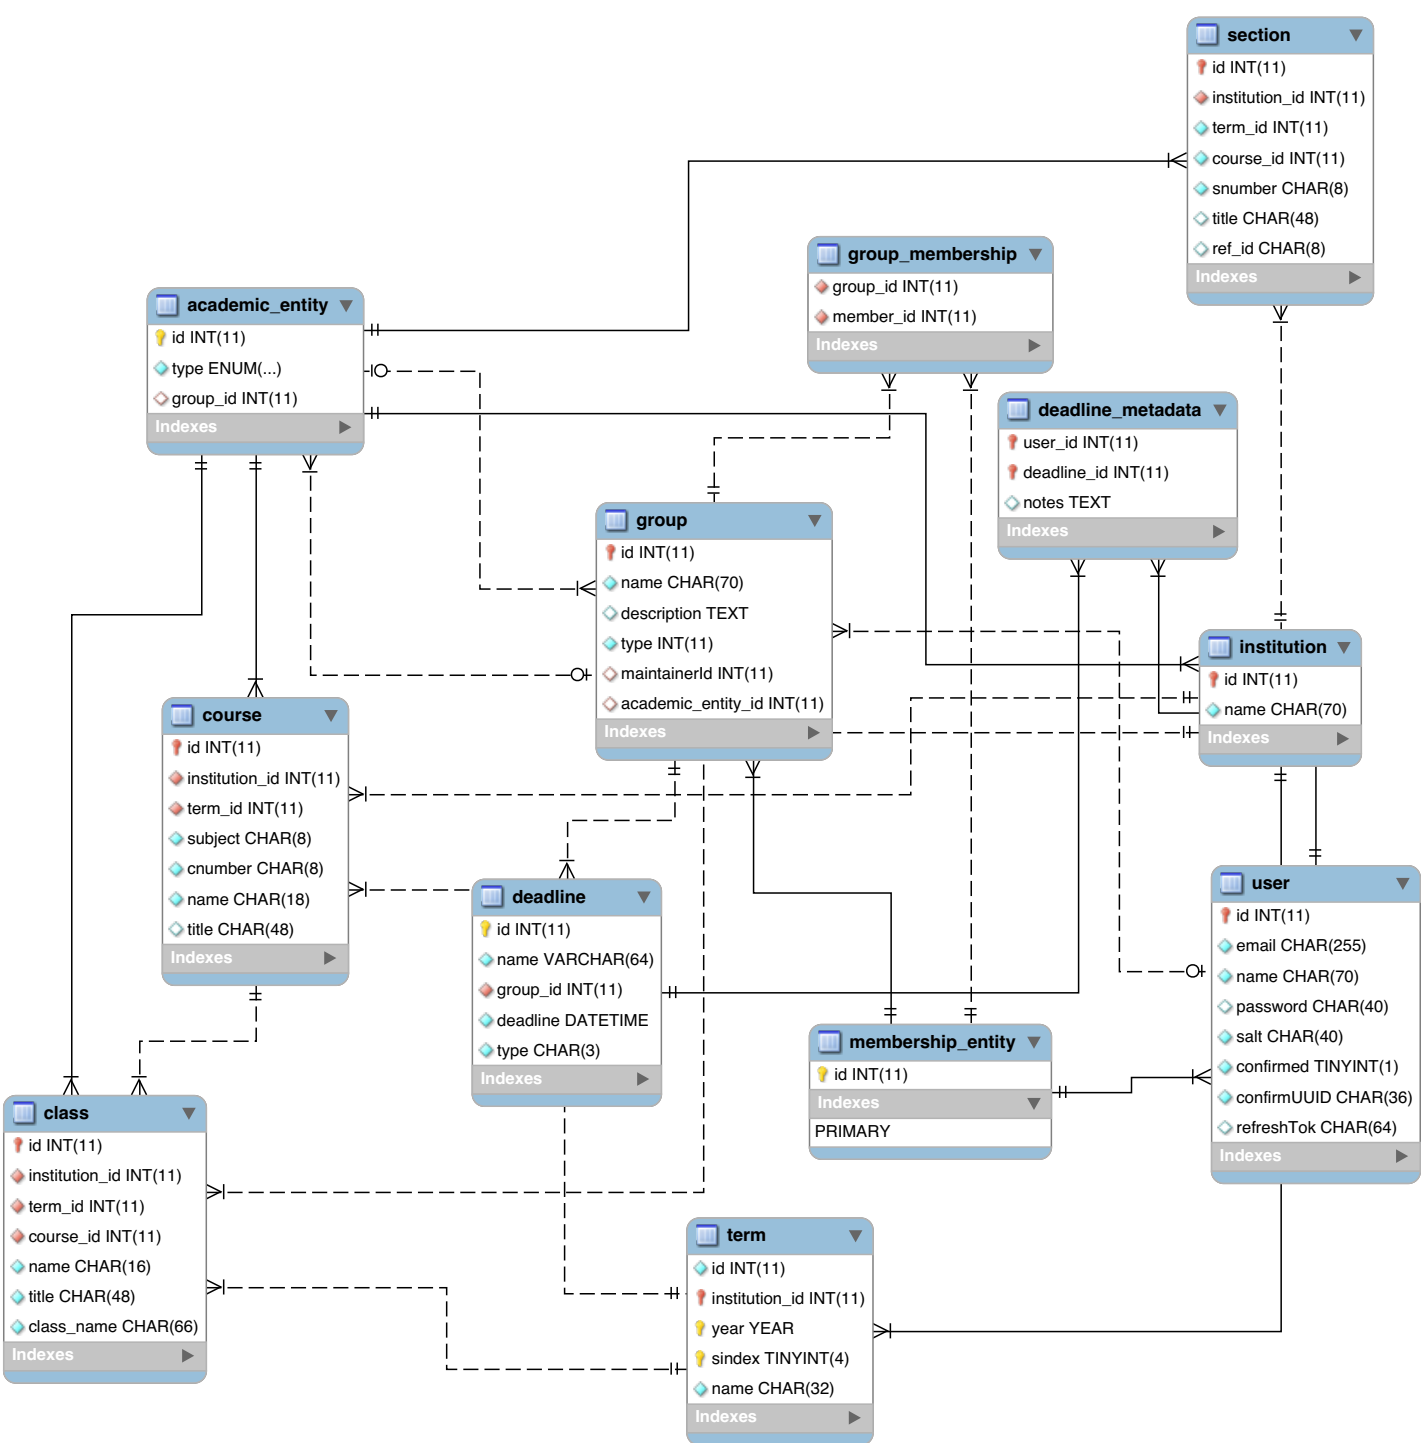 section
id INT(11)
institution_id INT(11)
term_id INT(11)
course_id INT(11)
snumber CHAR(8)
title CHAR(48)
ref_id CHAR(8)
Indexes
group_membership
group_id INT(11)
member_id INT(11)
Indexes
academic_entity
id INT(11)
type ENUM(...)
group_id INT(11)
Indexes
deadline_metadata
user_id INT(11)
deadline_id INT(11)
notes TEXT
Indexes
group
id INT(11)
name CHAR(70)
description TEXT
type INT(11)
maintainerId INT(11)
academic_entity_id INT(11)
Indexes
institution
id INT(11)
name CHAR(70)
Indexes
course
id INT(11)
institution_id INT(11)
term_id INT(11)
subject CHAR(8)
cnumber CHAR(8)
name CHAR(18)
title CHAR(48)
Indexes
deadline
id INT(11)
name VARCHAR(64)
group_id INT(11)
deadline DATETIME
type CHAR(3)
Indexes
user
id INT(11)
email CHAR(255)
name CHAR(70)
password CHAR(40)
salt CHAR(40)
confirmed TINYINT(1)
confirmUUID CHAR(36)
refreshTok CHAR(64)
Indexes
membership_entity
id INT(11)
Indexes
PRIMARY
class
id INT(11)
institution_id INT(11)
term_id INT(11)
course_id INT(11)
name CHAR(16)
title CHAR(48)
class_name CHAR(66)
Indexes
term
id INT(11)
institution_id INT(11)
year YEAR
sindex TINYINT(4)
name CHAR(32)
Indexes